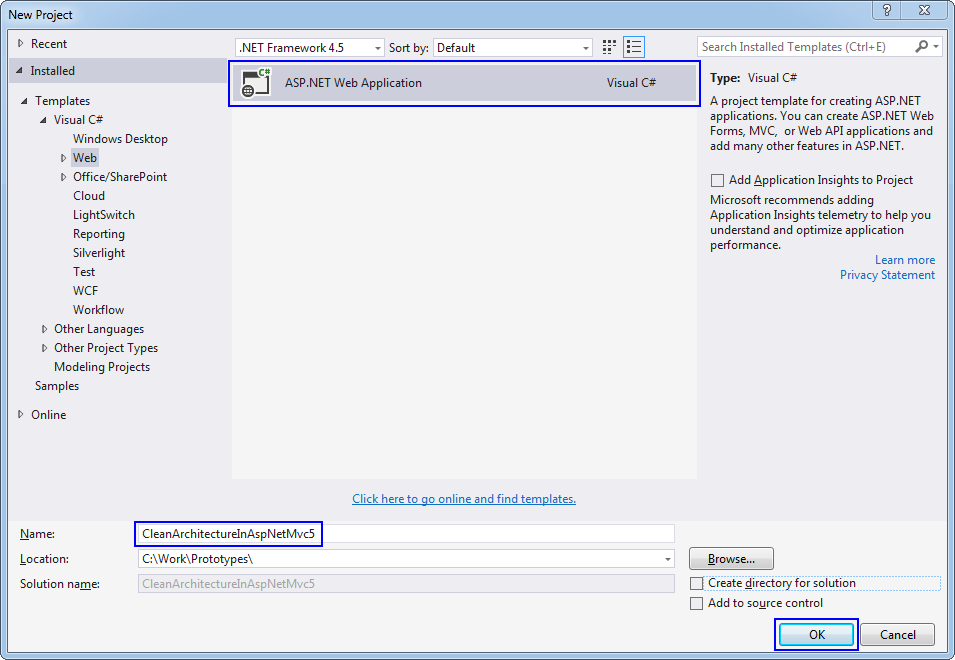 New Project
?
Recent
.NET Framework 4.5
Sort by:
Default
Search Installed Templates (Ctrl+E)
Installed
C#
ASP.NET Web Application
Visual C#
Type: Visual C#
A project template for creating ASP.NET
applications. You can create ASP.NET Web
Forms, MVC, or Web API applications and
add many other features in ASP.NET.
Add Application Insights to Project
Microsoft recommends adding
Application Insights telemetry to help you
understand and optimize application
performance.
Learn more
Privacy Statement
Templates
Visual C#
Windows Desktop
Web
Office/SharePoint
Cloud
LightSwitch
Reporting
Silverlight
Test
WCF
Workflow
Other Languages
Other Project Types
Modeling Projects
Samples
Online
Click here to go online and find templates.
Name:
CleanArchitectureInAspNetMvc5
Location:
C:\Work\Prototypes\
Browse...
Solution name:
CleanArchitectureInAspNetMvc5
Create directory for solution
Add to source control
OK
Cancel